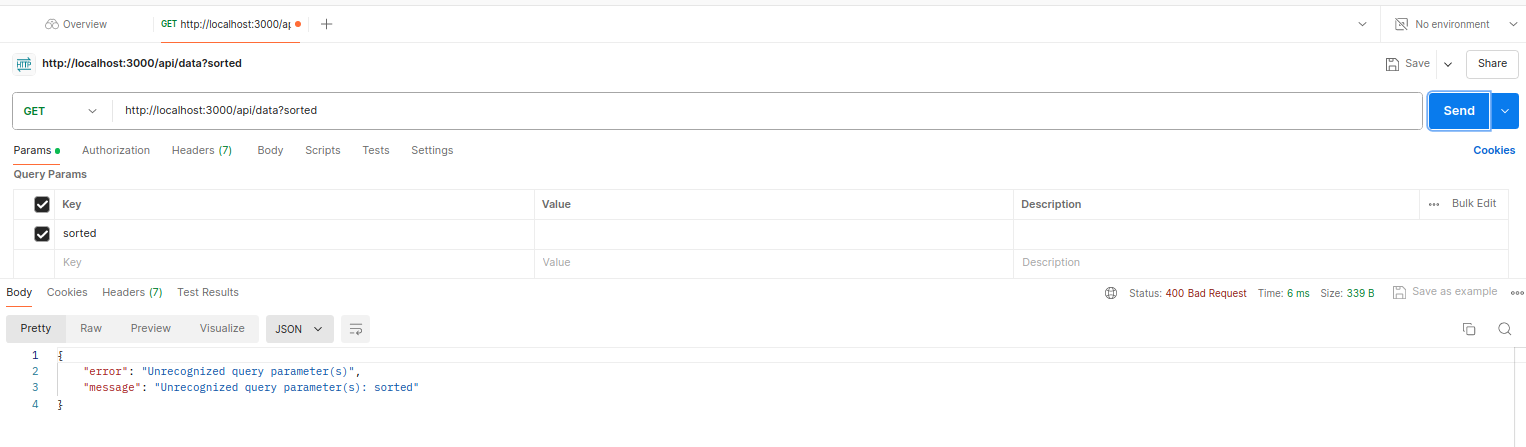 Overview GET http://localhost:3000/ap No environment
HTTP http://localhost:3000/api/data?sorted Save Share
GET http://localhost:3000/api/data?sorted Send
Params Authorization Headers (7) Body Scripts Tests Settings Cookies
Query Params
Key Value Description Bulk Edit
sorted
Key Value Description
Body Cookies Headers (7) Test Results Status: 400 Bad Request Time: 6 ms Size: 339 B Save as example
Pretty Raw Preview Visualize JSON
1 {
2 "error": "Unrecognized query parameter(s)",
3 "message": "Unrecognized query parameter(s): sorted"
4 }